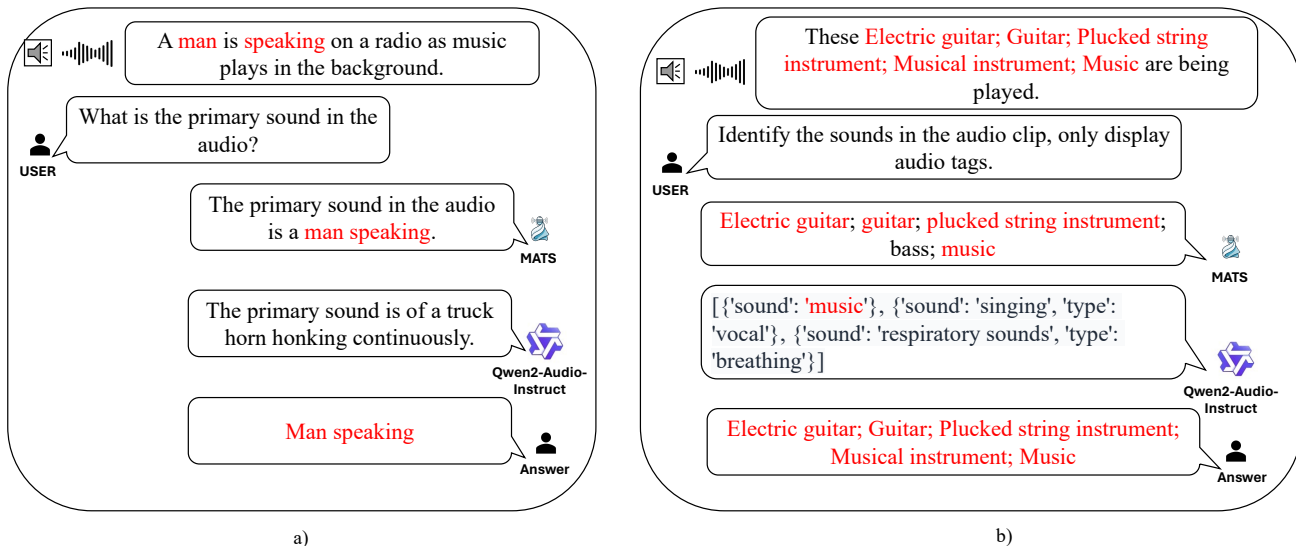 A man is speaking on a radio as music
plays in the background.
What is the primary sound in the
audio?
USER
The primary sound in the audio
is a man speaking.
MATS
The primary sound is of a truck
horn honking continuously.
Qwen2-Audio-
Instruct
Man speaking
Answer
a)
These Electric guitar; Guitar; Plucked string
instrument; Musical instrument; Music are being
played.
Identify the sounds in the audio clip, only display
audio tags.
USER
Electric guitar; guitar; plucked string instrument;
bass; music
MATS
[{'sound': 'music'}, {'sound': 'singing', 'type':
'vocal'}, {'sound': 'respiratory sounds', 'type':
'breathing'}]
Qwen2-Audio-
Instruct
Electric guitar; Guitar; Plucked string instrument;
Musical instrument; Music
Answer
b)